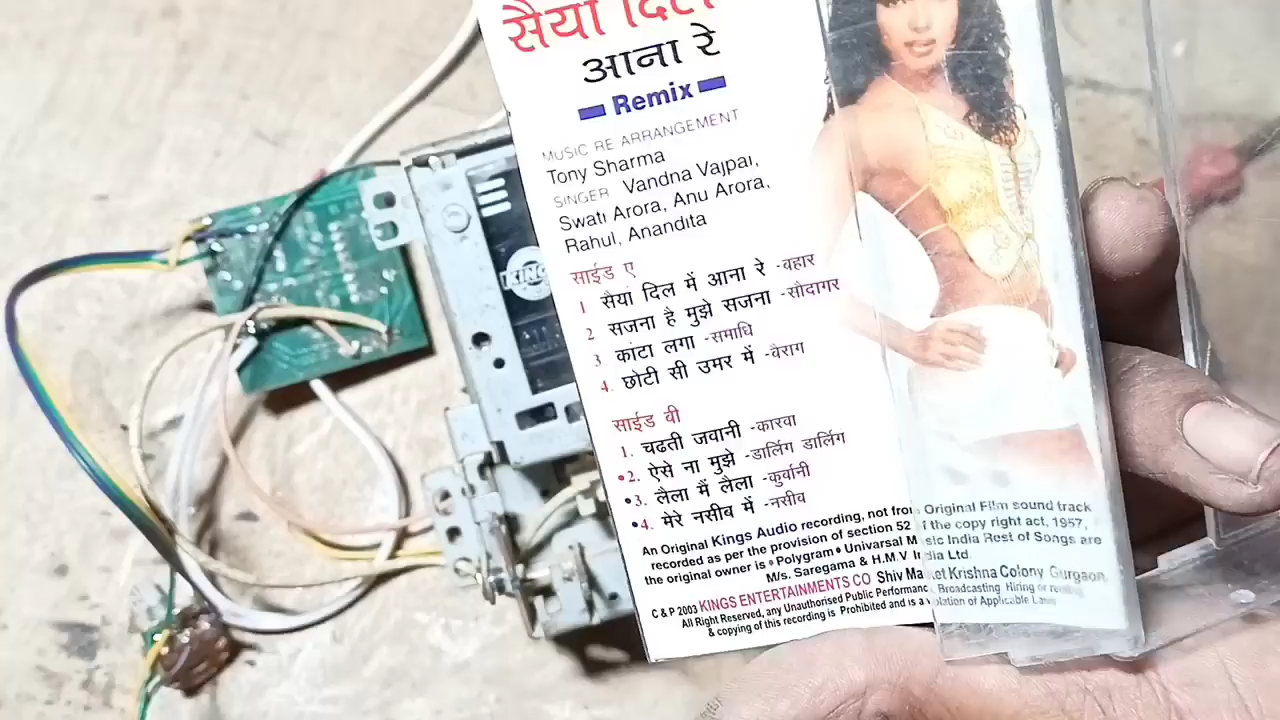 सैयां दिल
आना रे
Remix
MUSIC RE ARRANGEMENT
Tony Sharma
SINGER Vandna Vajpai,
Swati Arora, Anu Arora,
Rahul, Anandita
साईड ए
1 सैयां दिल में आना रे -वहार
2 सजना है मुझे सजना -सौदागर
3 कांटा लगा -समाधि
4. छोटी सी उमर में -वैराग
साईड वी
1. चढती जवानी -कारवा
•2. ऐसे ना मुझे -डार्लिग डार्लिग
•3. लैला मैं लैला -कुर्वानी
•4. मेरे नसीव में -नसीव
An Original Kings Audio recording, not from Original Film sound track
recorded as per the provision of section 52 of the copy right act, 1957,
the original owner is • Polygram • Univarsal Music India Rest of Songs are
M/s. Saregama & H.M.V India Ltd.
C & P 2003 KINGS ENTERTAINMENTS CO Shiv Market Krishna Colony Gurgaon,
All Right Reserved, any Unauthorised Public Performanc Broadcasting Hiring or
& copying of this recording is Prohibited and is a violation of Applicable Laws
KING